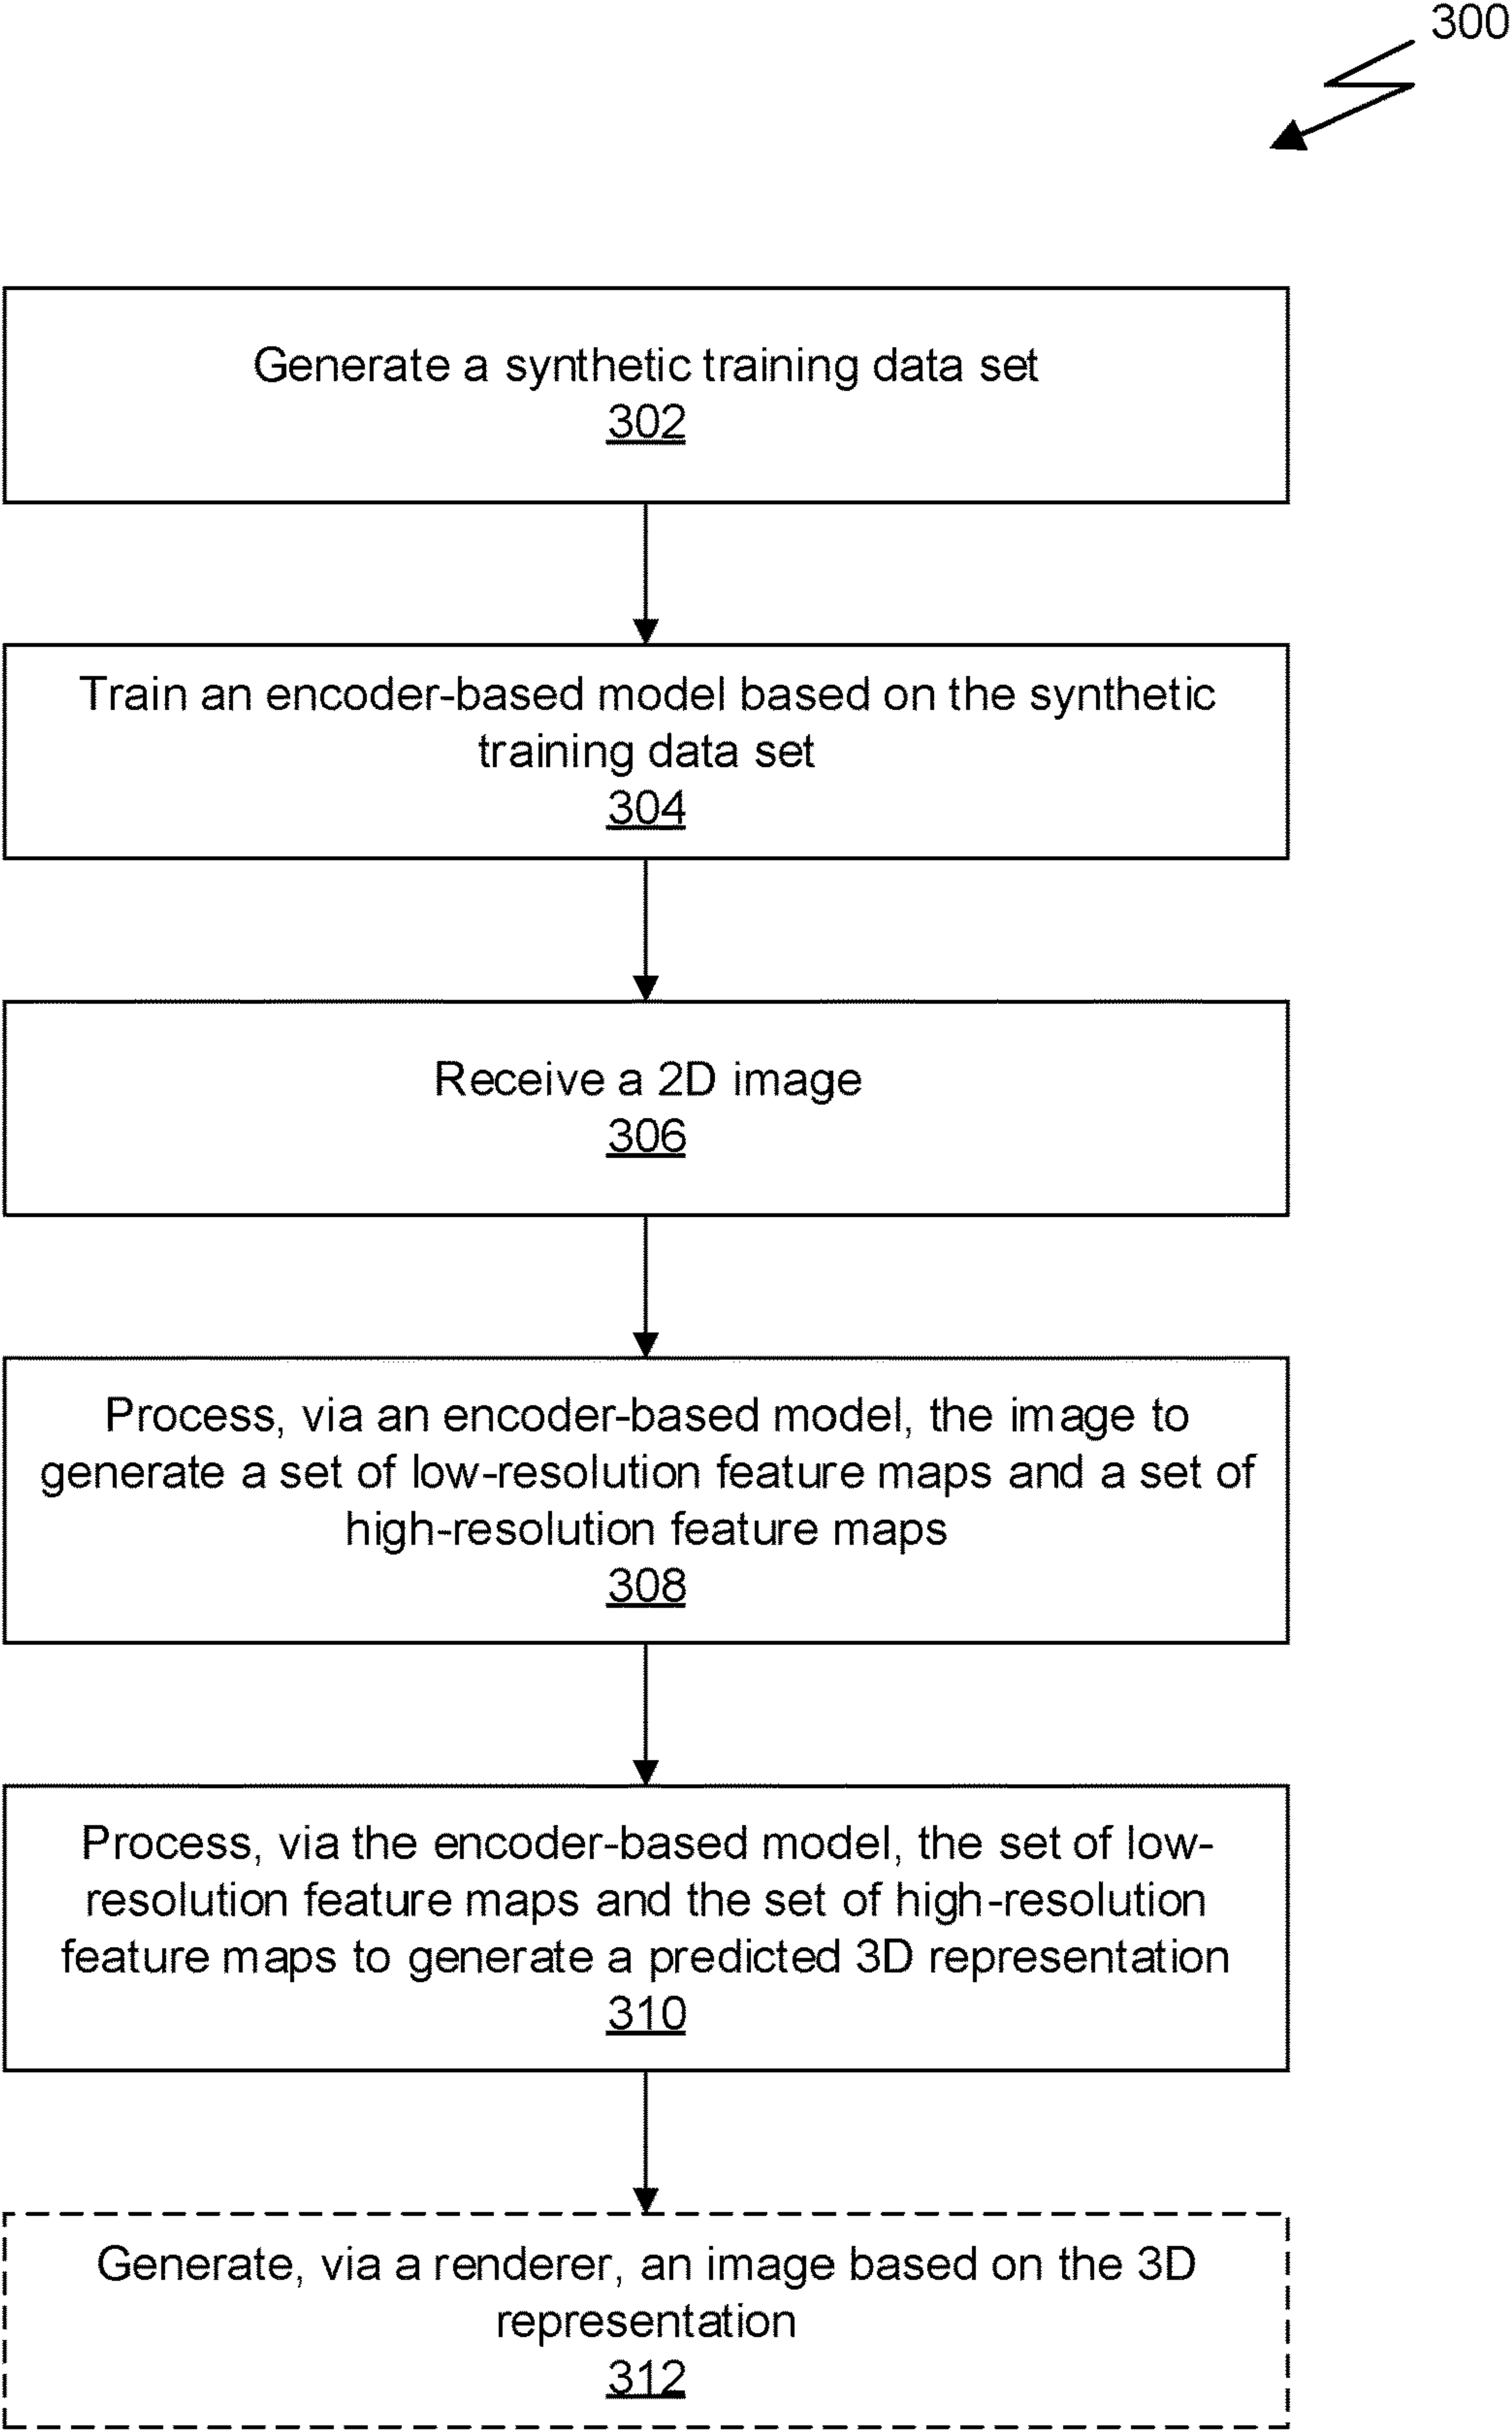 300
Generate a synthetic training data set
302
Train an encoder-based model based on the synthetic
training data set
304
Receive a 2D image
306
Process, via an encoder-based model, the image to
generate a set of low-resolution feature maps and a set of
high-resolution feature maps
308
Process, via the encoder-based model, the set of low-
resolution feature maps and the set of high-resolution
feature maps to generate a predicted 3D representation
310
Generate, via a renderer, an image based on the 3D
representation
312